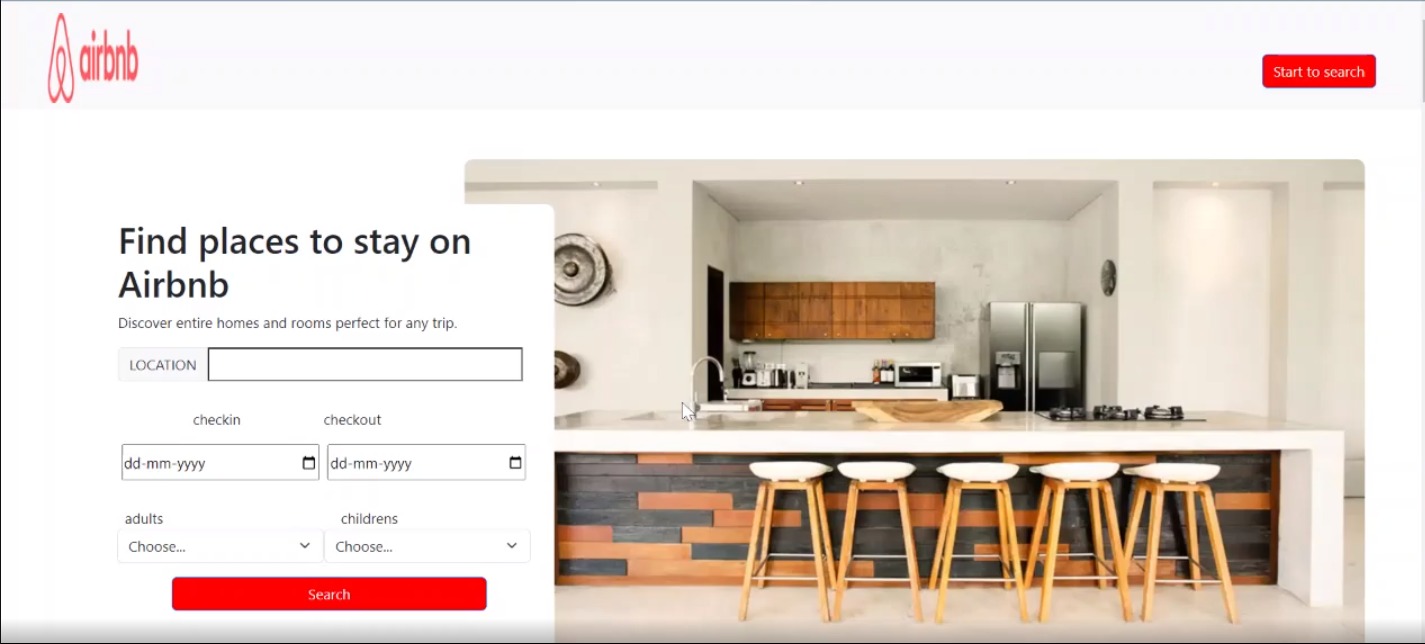 airbnb
Start to search
Find places to stay on
Airbnb
Discover entire homes and rooms perfect for any trip.
LOCATION
checkin checkout
dd-mm-yyyy dd-mm-yyyy
adults childrens
Choose... Choose...
Search